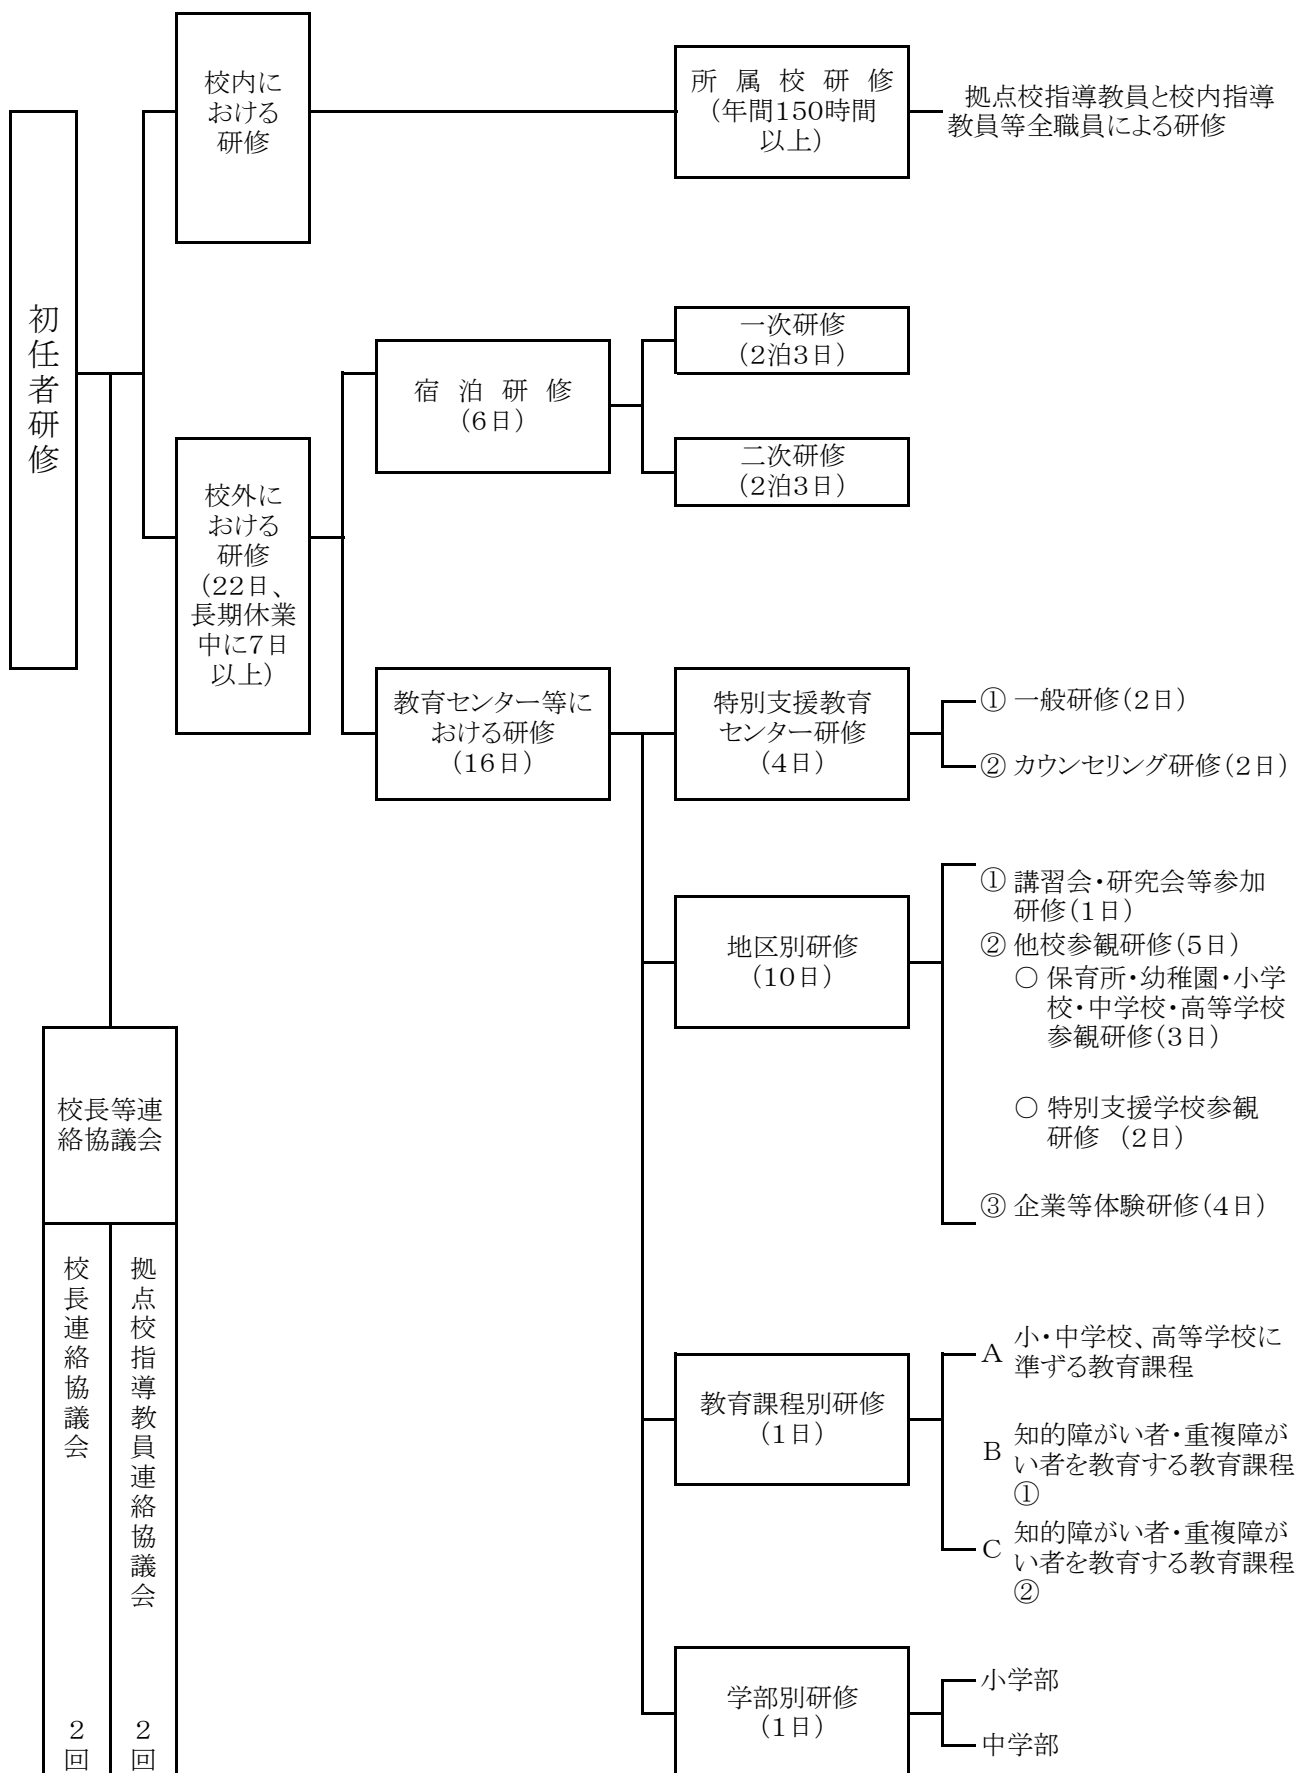 初任者研修
校内に
おける
研修
所　属　校　研　修
（年間150時間
以上）
拠点校指導教員と校内指導
教員等全職員による研修
校外に
おける
研修
（22日、
長期休業
中に7日
以上）
宿　泊　研　修
（6日）
一次研修
（2泊3日）
二次研修
（2泊3日）
教育センター等に
おける研修
（16日）
特別支援教育
センター研修
（4日）
① 一般研修（2日）
② カウンセリング研修（2日）
地区別研修
（10日）
① 講習会・研究会等参加
研修（1日）
② 他校参観研修（5日）
○ 保育所・幼稚園・小学
校・中学校・高等学校
参観研修（3日）
○ 特別支援学校参観
研修　（2日）
③ 企業等体験研修（4日）
教育課程別研修
（1日）
A 小・中学校、高等学校に
準ずる教育課程
B 知的障がい者・重複障が
い者を教育する教育課程
①
C 知的障がい者・重複障が
い者を教育する教育課程
②
学部別研修
（1日）
小学部
中学部
校長等連
絡協議会
校長連絡協議会　2回
拠点校指導教員連絡協議会　2回